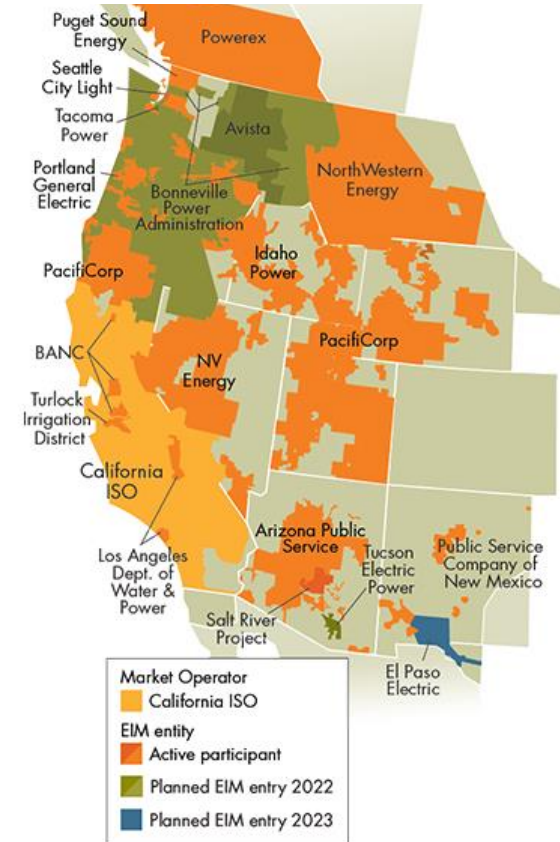 Puget Sound
Energy
Powerex
Seattle
City Light
Tacoma
Power
Avista
Portland
General
Electric
Bonneville
Power
Administration
NorthWestern
Energy
PacifiCorp
Idaho
Power
BANC
NV
Energy
PacifiCorp
Turlock
Irrigation
District
California
ISO
Los Angeles
Dept. of
Water &
Power
Arizona Public
Service
Tucson
Electric
Power
Public Service
Company of
New Mexico
Salt River
Project
El Paso
Electric
Market Operator
California ISO
EIM entity
Active participant
Planned EIM entry 2022
Planned EIM entry 2023